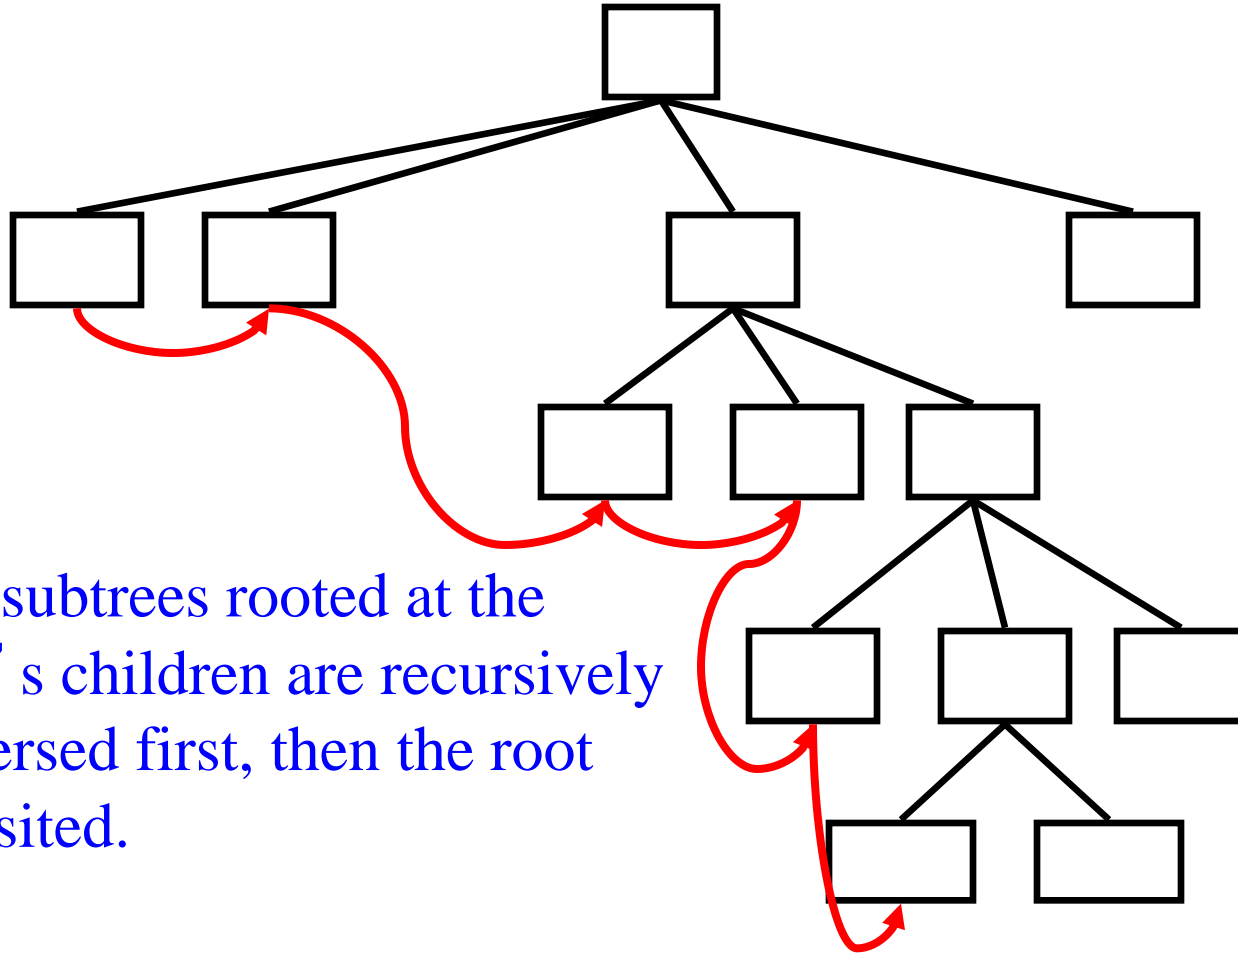 subtrees rooted at the
’s children are recursively
ersed first, then the root
sited.